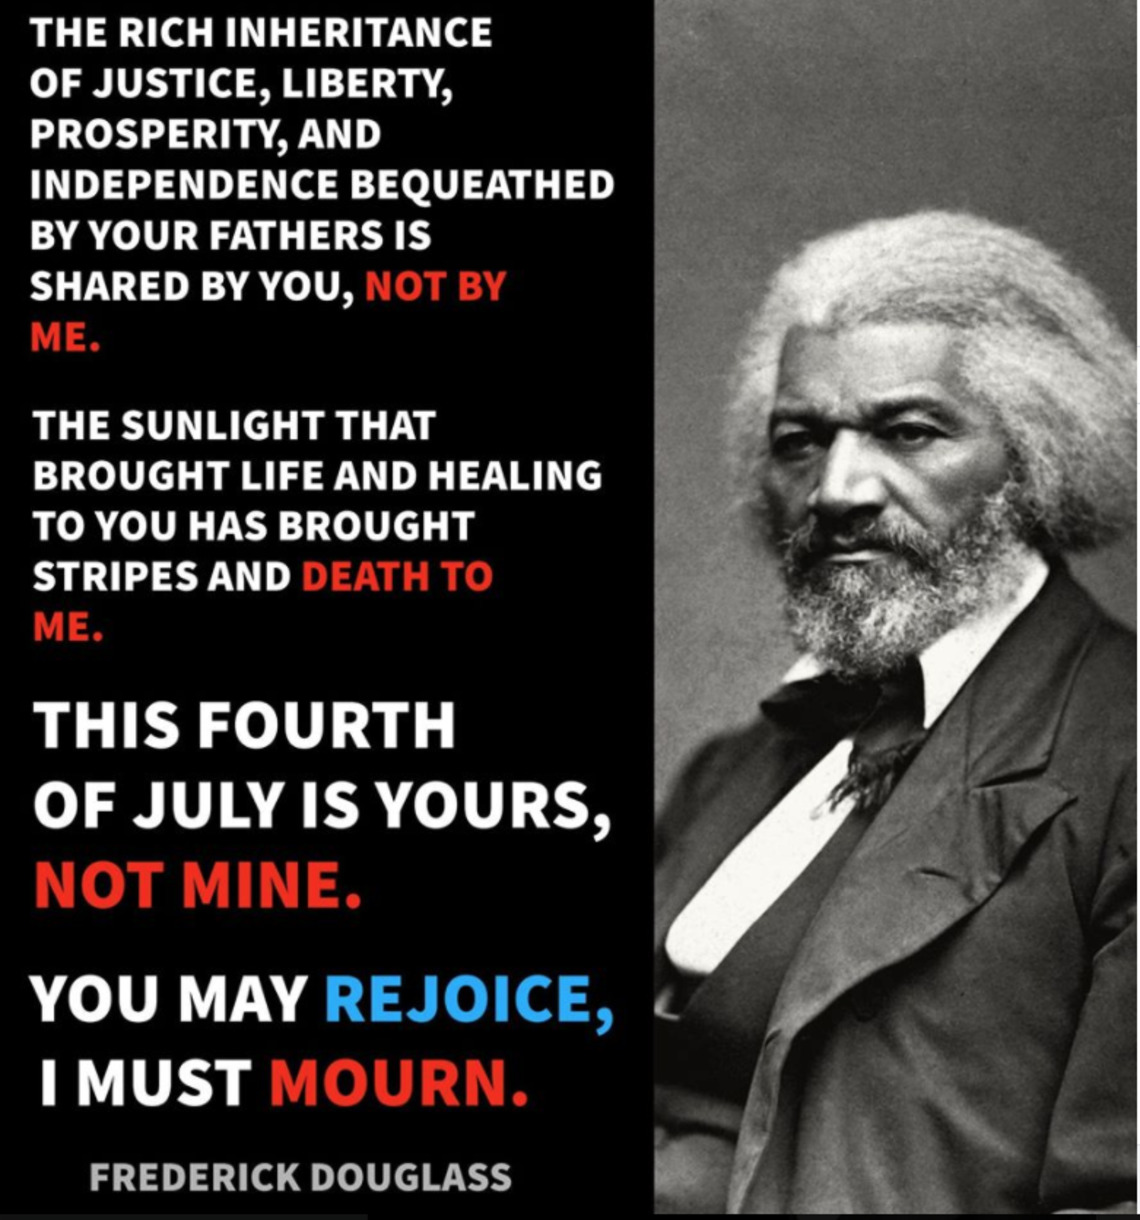 THE RICH INHERITANCE
OF JUSTICE, LIBERTY,
PROSPERITY, AND
INDEPENDENCE BEQUEATHED
BY YOUR FATHERS IS
SHARED BY YOU, NOT BY
ME.
THE SUNLIGHT THAT
BROUGHT LIFE AND HEALING
TO YOU HAS BROUGHT
STRIPES AND DEATH TO
ME.
THIS FOURTH
OF JULY IS YOURS,
NOT MINE.
YOU MAY REJOICE,
I MUST MOURN.
FREDERICK DOUGLASS